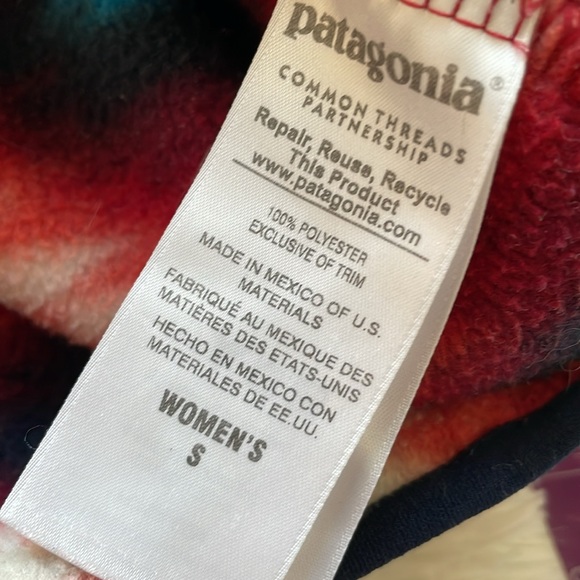 patagonia®
COMMON THREADS
PARTNERSHIP
Repair, Reuse, Recycle
This Product
www.patagonia.com
100% POLYESTER
EXCLUSIVE OF TRIM
MADE IN MEXICO OF U.S.
MATERIALS
FABRIQUÉ AU MEXIQUE DES
MATIÈRES DES ETATS-UNIS
HECHO EN MEXICO CON
MATERIALES DE EE.UU.
WOMEN'S
S